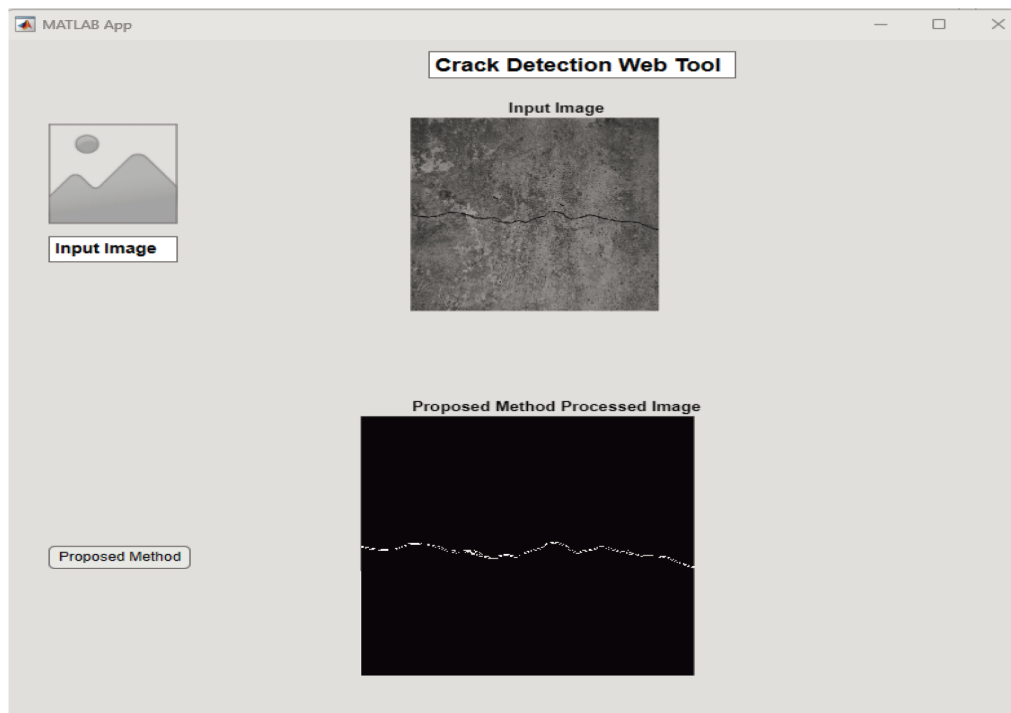 MATLAB App
Crack Detection Web Tool
Input Image
Input Image
Proposed Method Processed Image
Proposed Method